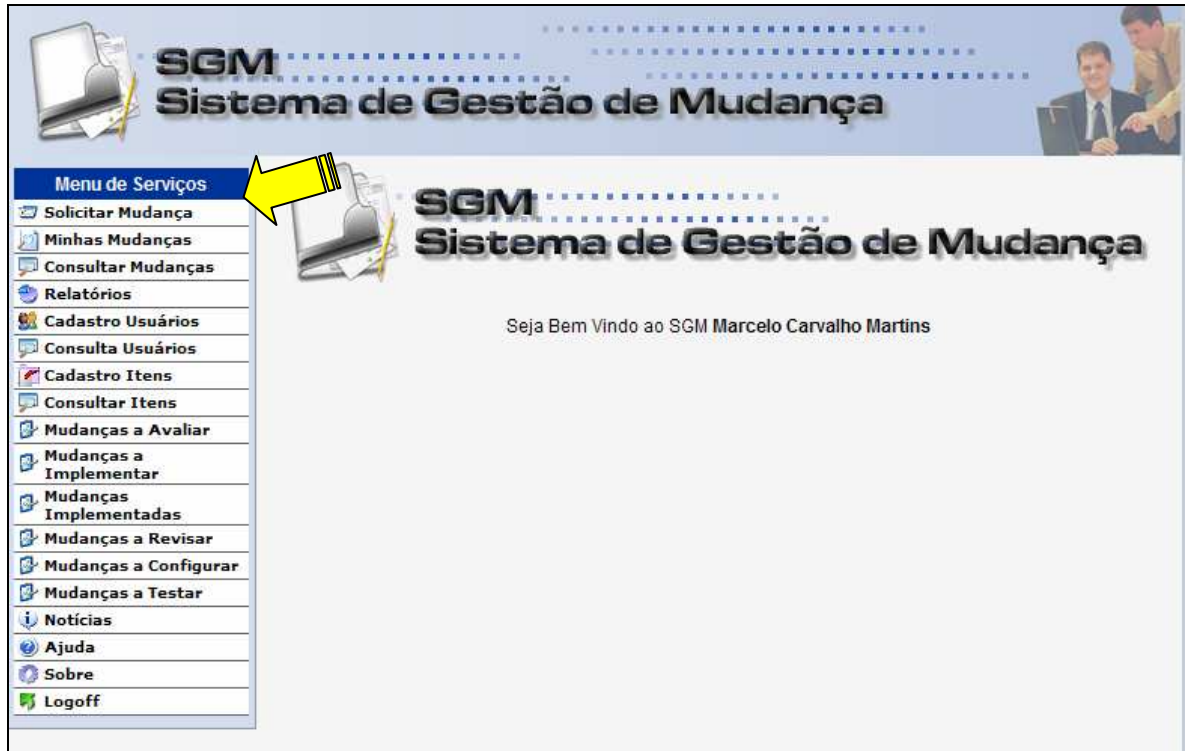 SGM
Sistema de Gestão de Mudança
Menu de Serviços
Solicitar Mudança
Minhas Mudanças
Consultar Mudanças
Relatórios
Cadastro Usuários
Consulta Usuários
Cadastro Itens
Consultar Itens
Mudanças a Avaliar
Mudanças a
Implementar
Mudanças
Implementadas
Mudanças a Revisar
Mudanças a Configurar
Mudanças a Testar
Notícias
Ajuda
Sobre
Logoff
SGM
Sistema de Gestão de Mudança
Seja Bem Vindo ao SGM Marcelo Carvalho Martins